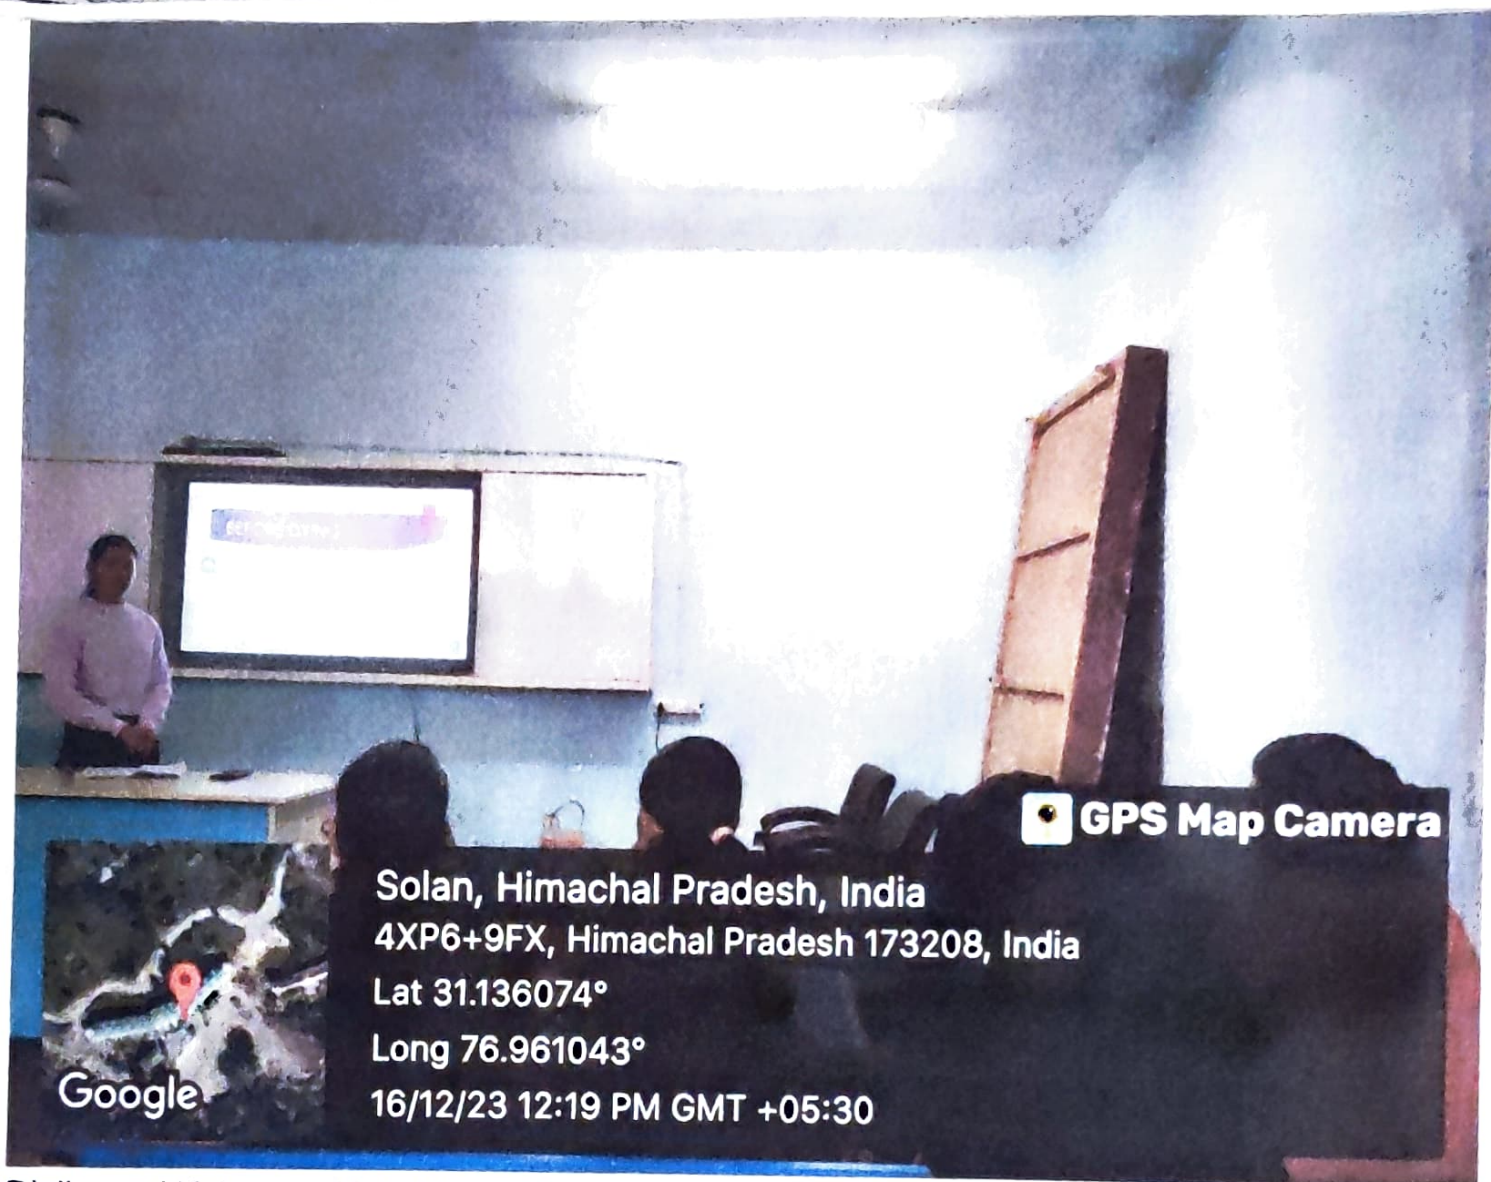 GPS Map Camera
Solan, Himachal Pradesh, India
4XP6+9FX, Himachal Pradesh 173208, India
Lat 31.136074°
Long 76.961043°
16/12/23 12:19 PM GMT +05:30
Google